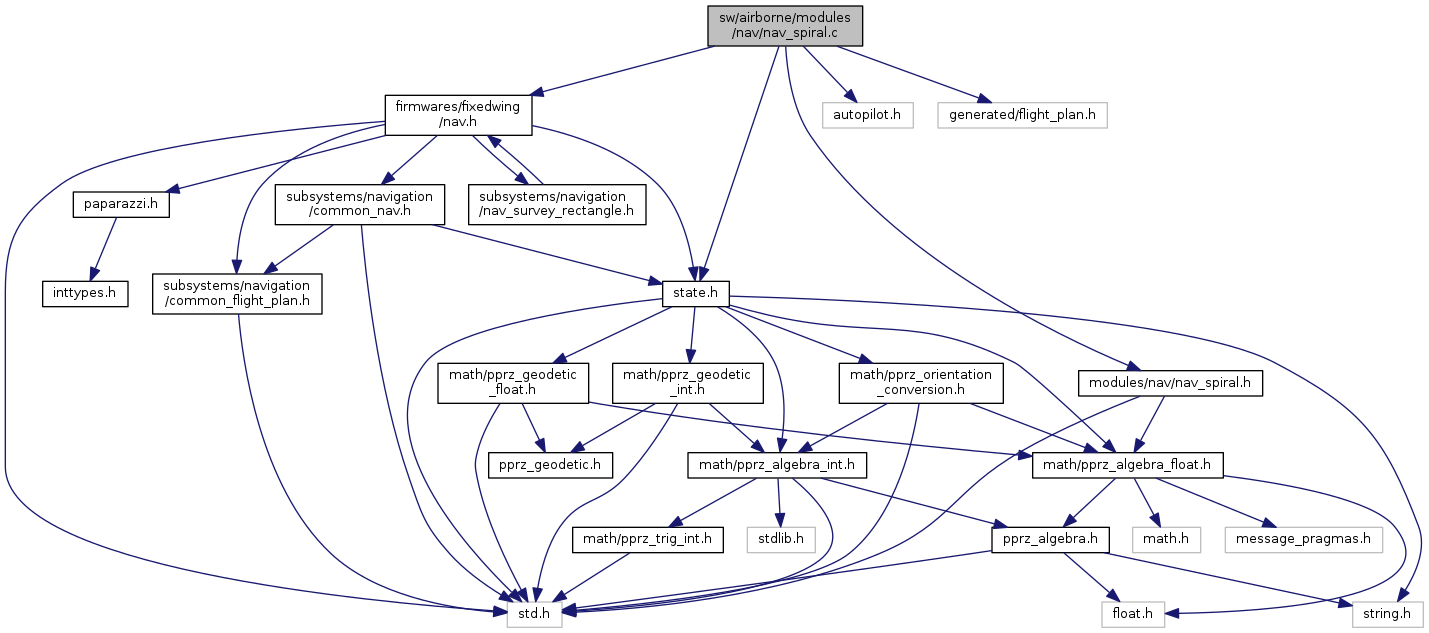 sw/airborne/modules
/nav/nav_spiral.c
firmwares/fixedwing
/nav.h
autopilot.h
generated/flight_plan.h
paparazzi.h
subsystems/navigation
/common_nav.h
subsystems/navigation
/nav_survey_rectangle.h
inttypes.h
subsystems/navigation
/common_flight_plan.h
state.h
math/pprz_geodetic
_float.h
math/pprz_geodetic
_int.h
math/pprz_orientation
_conversion.h
modules/nav/nav_spiral.h
pprz_geodetic.h
math/pprz_algebra_int.h
math/pprz_algebra_float.h
math/pprz_trig_int.h
stdlib.h
pprz_algebra.h
math.h
message_pragmas.h
std.h
float.h
string.h